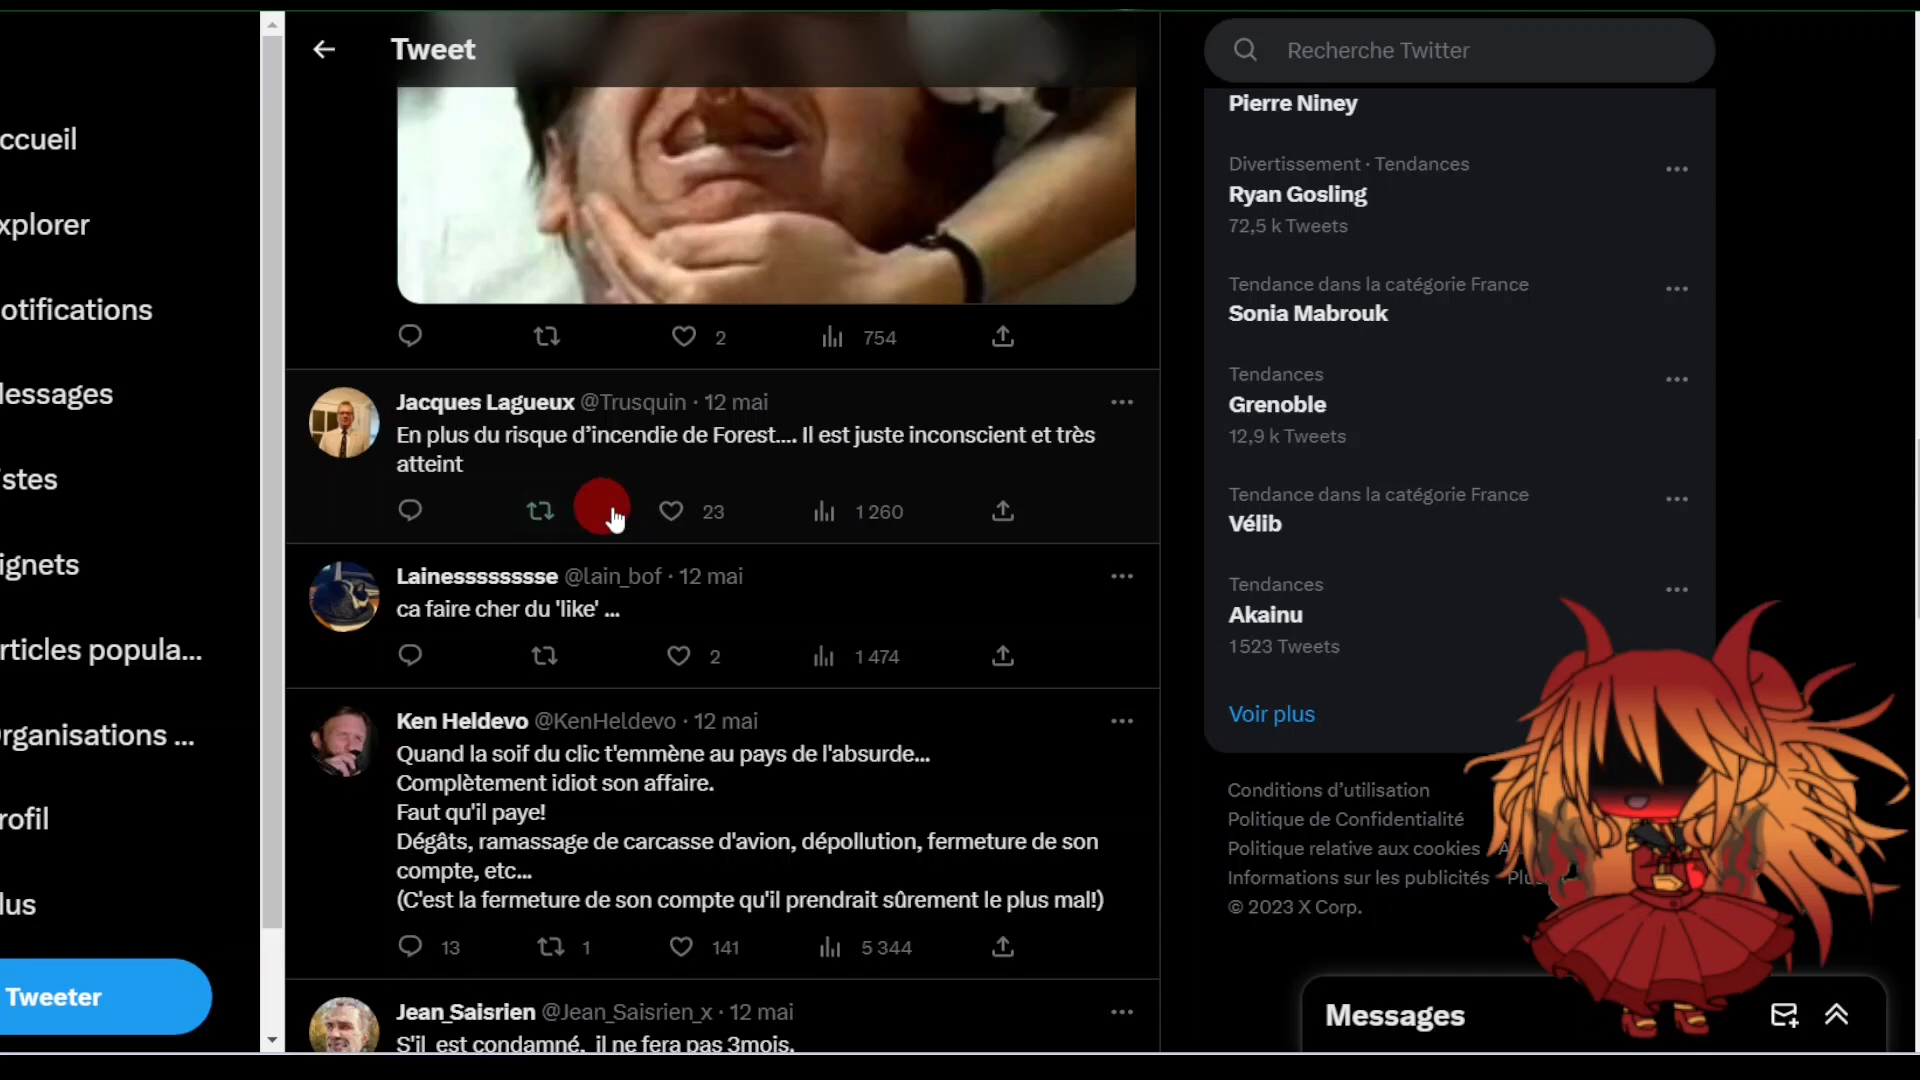 Tweet
Recherche Twitter
ccueil
xplorer
otifications
lessages
istes
ignets
rticles popula...
rganisations ...
rofil
lus
Tweeter
2
754
Jacques Lagueux @Trusquin · 12 mai
En plus du risque d’incendie de Forest.... Il est juste inconscient et très
atteint
23
1 260
Lainesssssssse @lain_bof · 12 mai
ca faire cher du 'like' ...
2
1 474
Ken Heldevo @KenHeldevo · 12 mai
Quand la soif du clic t'emmène au pays de l'absurde...
Complètement idiot son affaire.
Faut qu'il paye!
Dégâts, ramassage de carcasse d'avion, dépollution, fermeture de son
compte, etc...
(C'est la fermeture de son compte qu'il prendrait sûrement le plus mal!)
13
1
141
5 344
Jean_Saisrien @Jean_Saisrien_x · 12 mai
S'il est condamné, il ne fera pas 3mois.
Pierre Niney
Divertissement · Tendances
Ryan Gosling
72,5 k Tweets
Tendance dans la catégorie France
Sonia Mabrouk
Tendances
Grenoble
12,9 k Tweets
Tendance dans la catégorie France
Vélib
Tendances
Akainu
1 523 Tweets
Voir plus
Conditions d’utilisation
Politique de Confidentialité
Politique relative aux cookies
Informations sur les publicités
© 2023 X Corp.
Messages